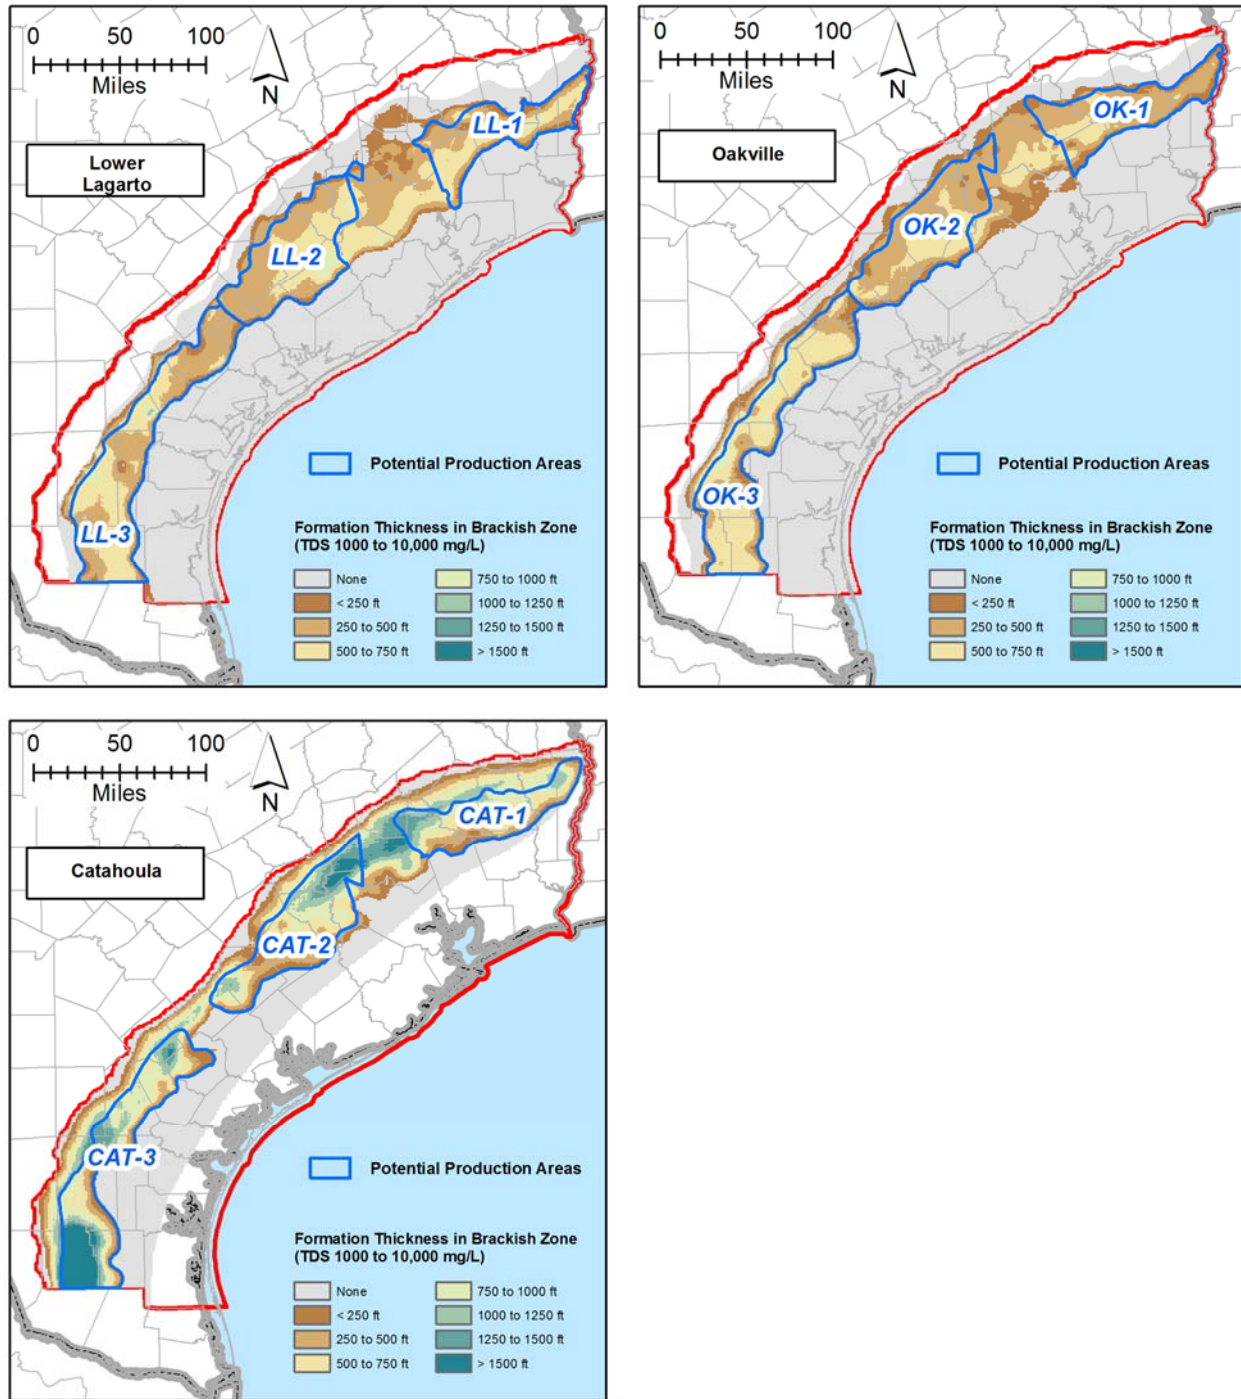 0 50 100
Miles
N
Lower
Lagarto
LL-1
LL-2
LL-3
Potential Production Areas
Formation Thickness in Brackish Zone
(TDS 1000 to 10,000 mg/L)
None
< 250 ft
250 to 500 ft
500 to 750 ft
750 to 1000 ft
1000 to 1250 ft
1250 to 1500 ft
> 1500 ft
0 50 100
Miles
N
Oakville
OK-1
OK-2
OK-3
Potential Production Areas
Formation Thickness in Brackish Zone
(TDS 1000 to 10,000 mg/L)
None
< 250 ft
250 to 500 ft
500 to 750 ft
750 to 1000 ft
1000 to 1250 ft
1250 to 1500 ft
> 1500 ft
0 50 100
Miles
N
Catahoula
CAT-1
CAT-2
CAT-3
Potential Production Areas
Formation Thickness in Brackish Zone
(TDS 1000 to 10,000 mg/L)
None
< 250 ft
250 to 500 ft
500 to 750 ft
750 to 1000 ft
1000 to 1250 ft
1250 to 1500 ft
> 1500 ft